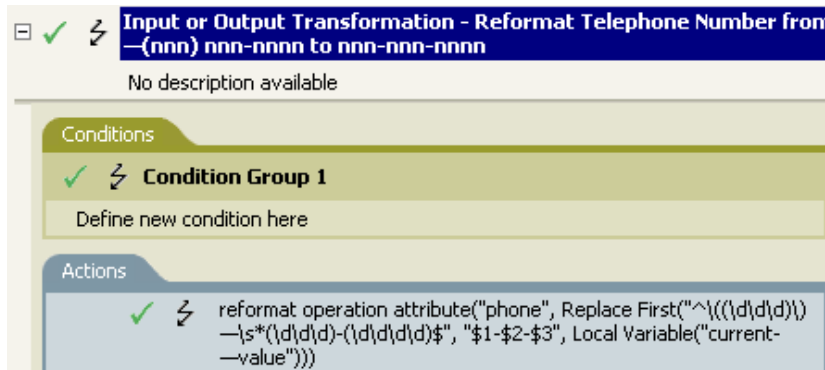 Input or Output Transformation - Reformat Telephone Number from
—(nnn) nnn-nnnn to nnn-nnn-nnnn
No description available
Conditions
Condition Group 1
Define new condition here
Actions
reformat operation attribute("phone", Replace First("^\((\d\d\d)\)
—\s*(\d\d\d)-(\d\d\d\d)$", "$1-$2-$3", Local Variable("current-
—value")))